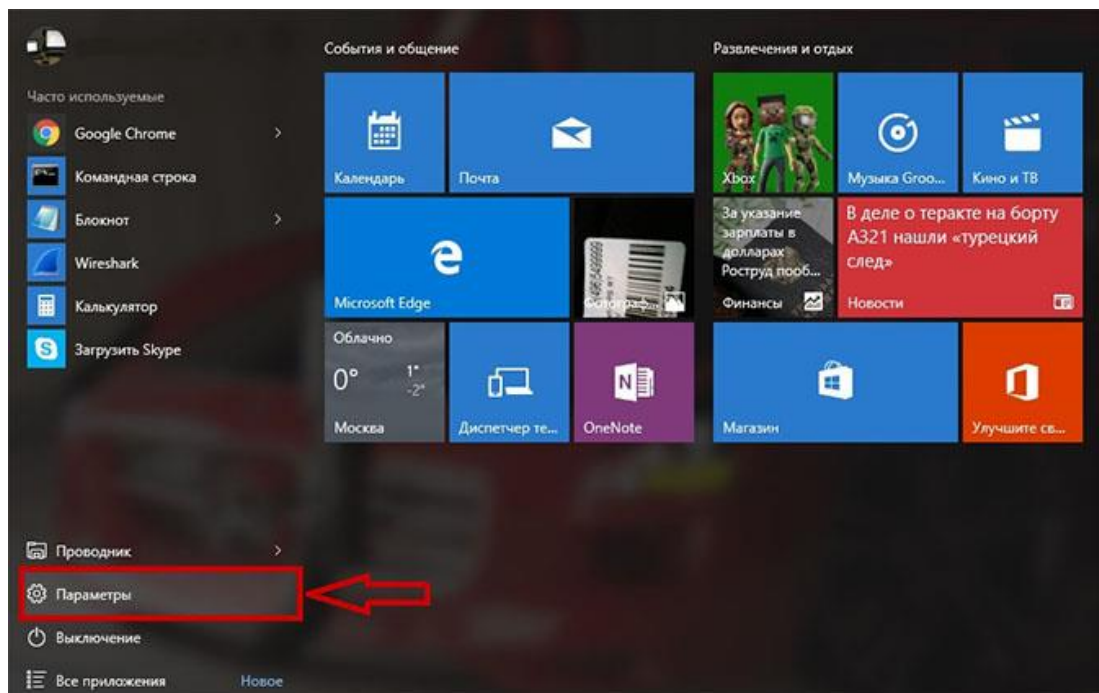 Часто используемые
Google Chrome
Командная строка
Блокнот
Wireshark
Калькулятор
Загрузить Skype
Проводник
Параметры
Выключение
Все приложения Новое
События и общение
Календарь
Почта
Microsoft Edge
Облачно
0° 1°
-2°
Москва
Диспетчер те...
OneNote
Развлечения и отдых
Xbox
Музыка Groo...
Кино и ТВ
За указание
зарплаты в
долларах
Роструд пооб...
Финансы
В деле о теракте на борту
А321 нашли «турецкий
след»
Новости
Магазин
Улучшите св...